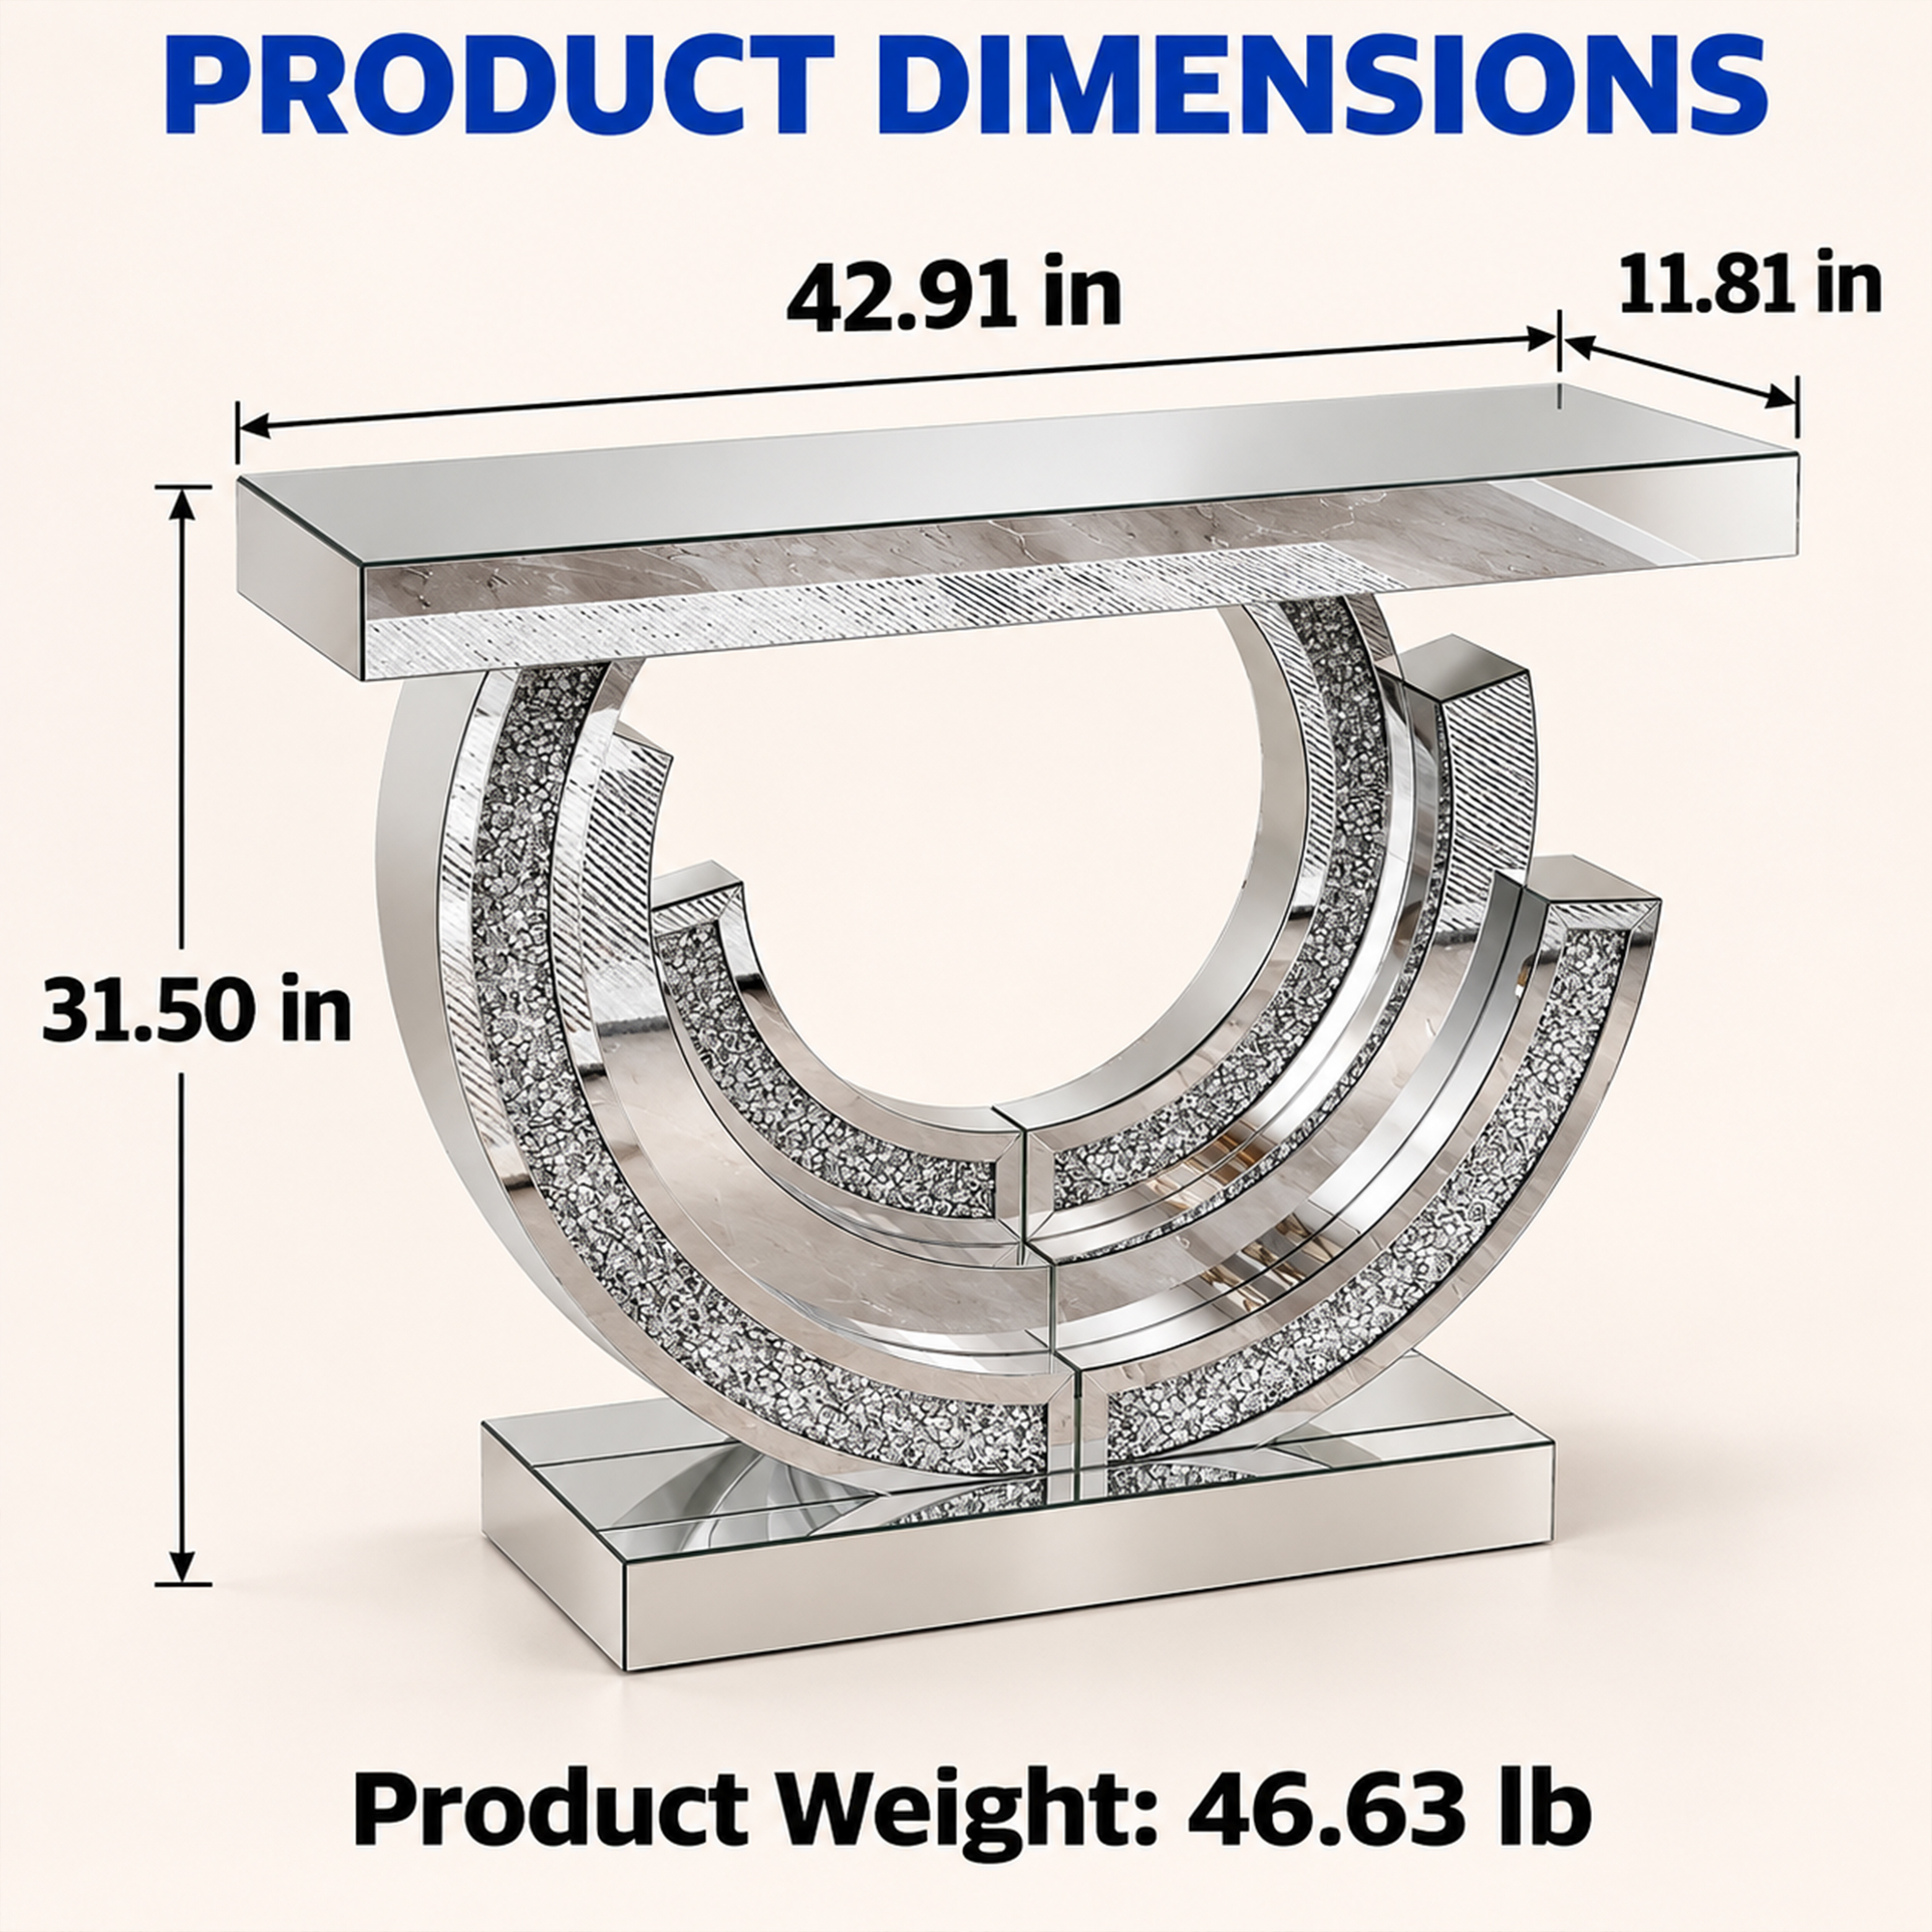 PRODUCT DIMENSIONS
42.91 in
11.81 in
31.50 in
Product Weight: 46.63 lb